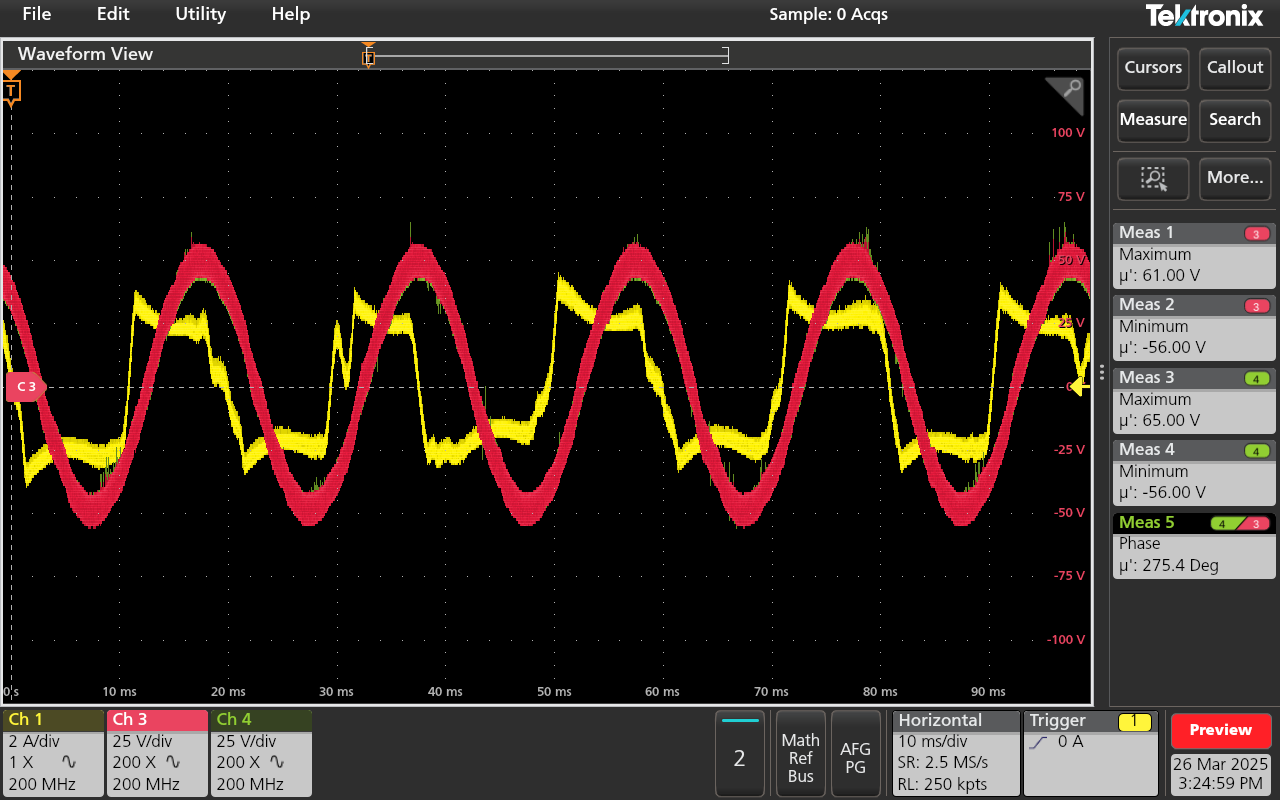 File Edit Utility Help Sample: 0 Acqs Tektronix
Waveform View
T
T
Cursors Callout
Measure Search
More...
100 V
75 V
50 V
25 V
0 V
-25 V
-50 V
-75 V
-100 V
C 3
0 s 10 ms 20 ms 30 ms 40 ms 50 ms 60 ms 70 ms 80 ms 90 ms
Meas 1 3
Maximum
µ': 61.00 V
Meas 2 3
Minimum
µ': -56.00 V
Meas 3 4
Maximum
µ': 65.00 V
Meas 4 4
Minimum
µ': -56.00 V
Meas 5 4 3
Phase
µ': 275.4 Deg
Ch 1
2 A/div
1 X
200 MHz
Ch 3
25 V/div
200 X
200 MHz
Ch 4
25 V/div
200 X
200 MHz
2
Math
Ref
Bus
AFG
PG
Horizontal
10 ms/div
SR: 2.5 MS/s
RL: 250 kpts
Trigger 1
0 A
Preview
26 Mar 2025
3:24:59 PM